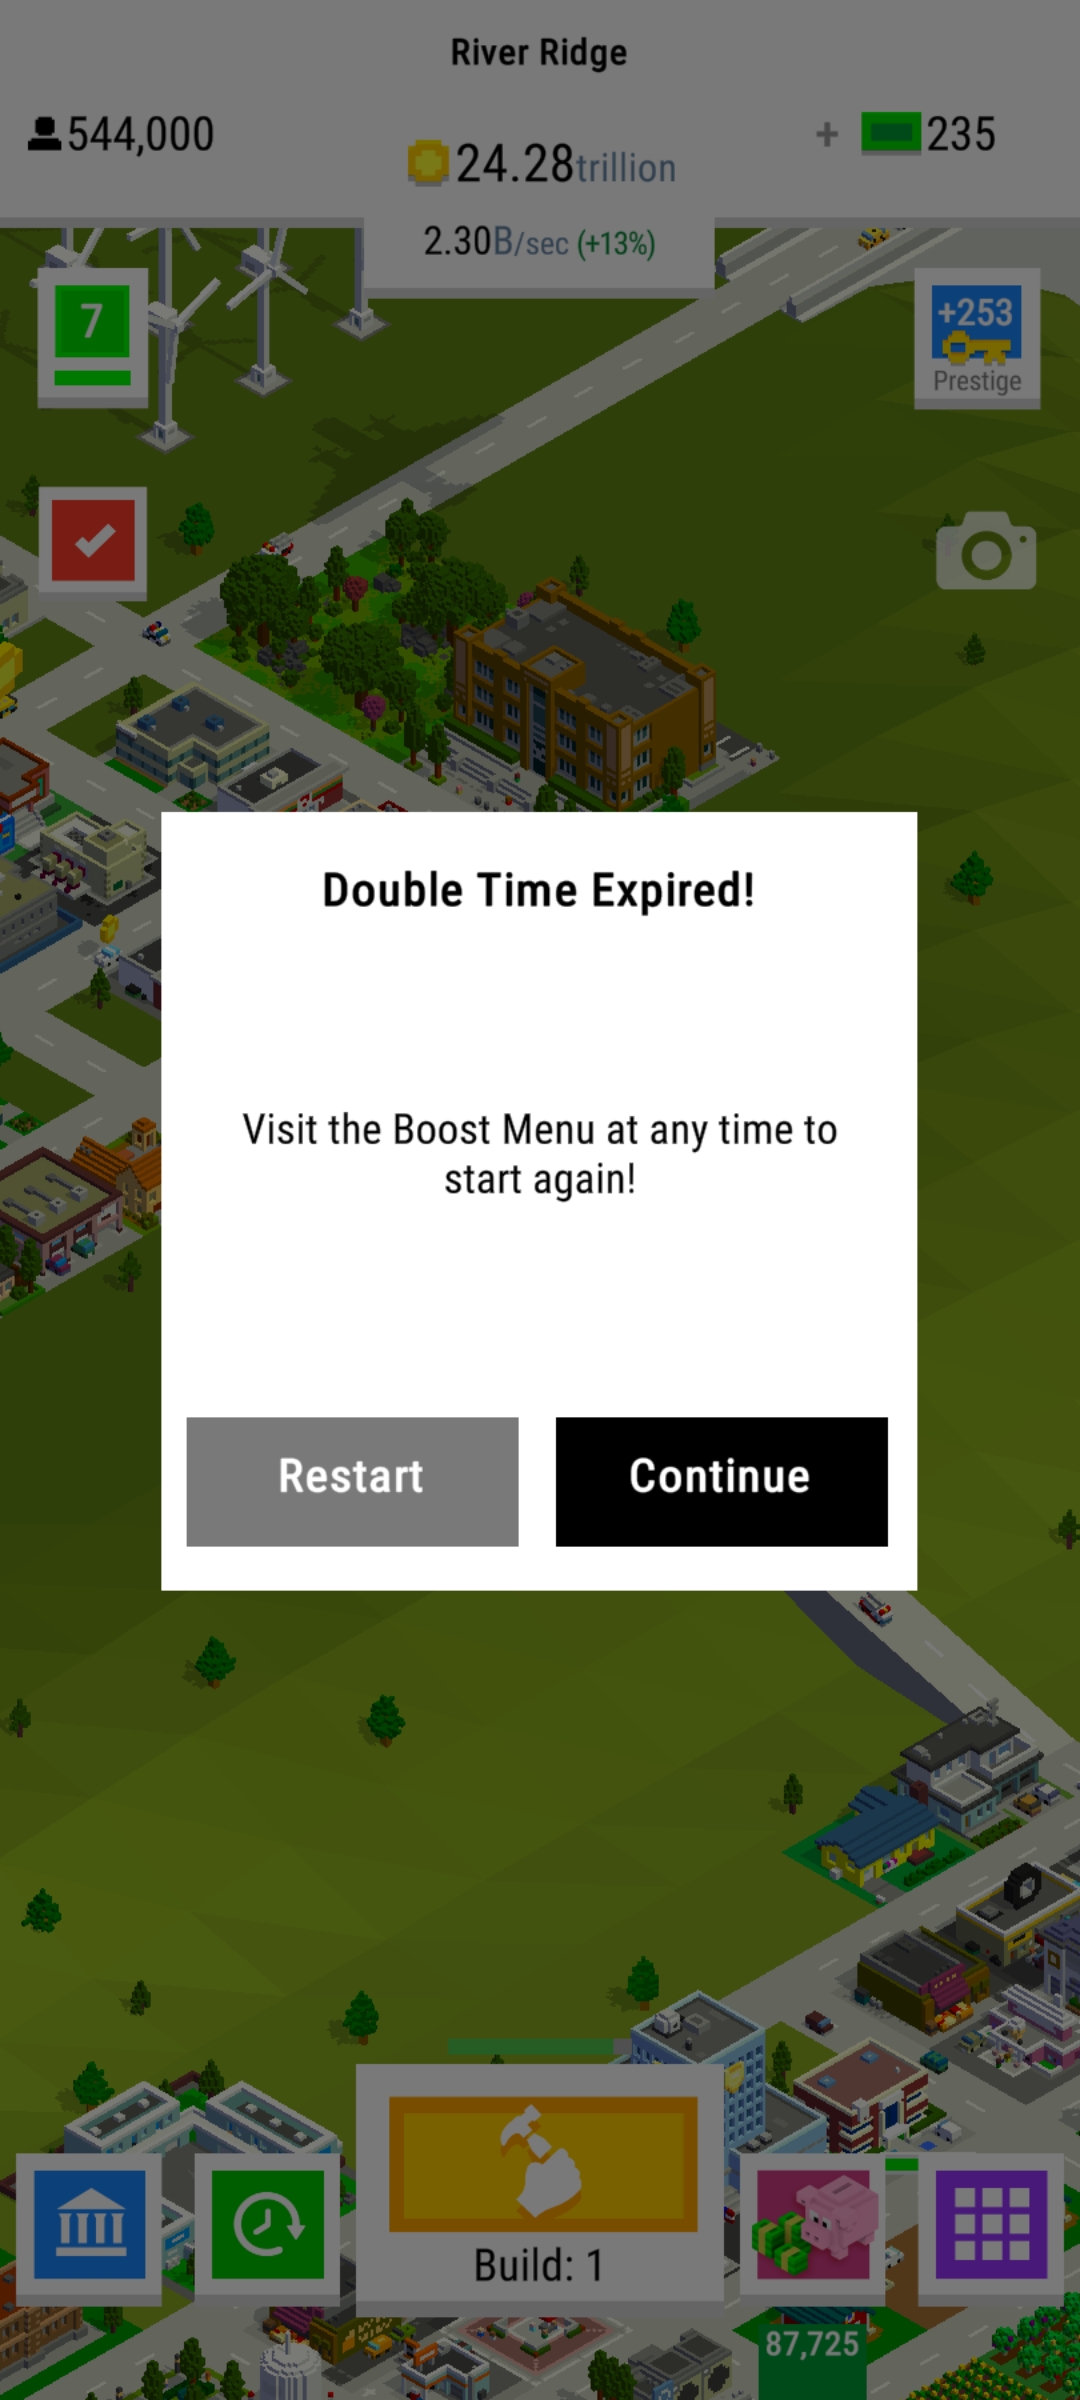 River Ridge
544,000
24.28trillion
+ 235
2.30B/sec (+13%)
7
+253
Prestige
Double Time Expired!
Visit the Boost Menu at any time to
start again!
Restart
Continue
Build: 1
87,725